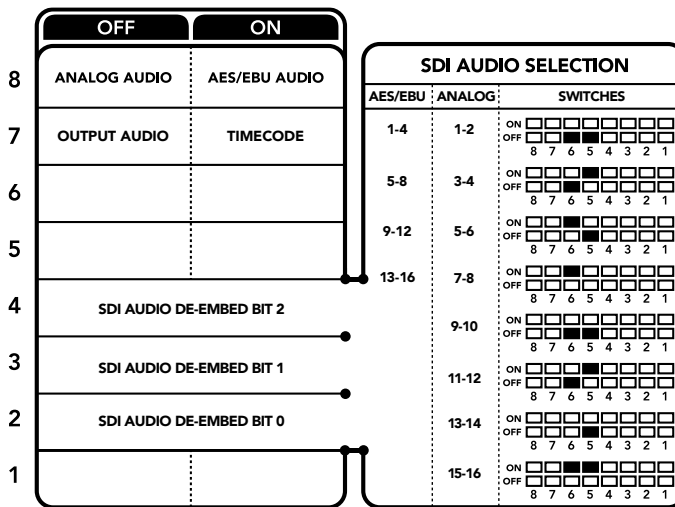 OFF ON
8 ANALOG AUDIO AES/EBU AUDIO
7 OUTPUT AUDIO TIMECODE
6
5
4 SDI AUDIO DE-EMBED BIT 2
3 SDI AUDIO DE-EMBED BIT 1
2 SDI AUDIO DE-EMBED BIT 0
1
SDI AUDIO SELECTION
AES/EBU ANALOG SWITCHES
1-4 1-2 ON
OFF
8 7 6 5 4 3 2 1
5-8 3-4 ON
OFF
8 7 6 5 4 3 2 1
9-12 5-6 ON
OFF
8 7 6 5 4 3 2 1
13-16 7-8 ON
OFF
8 7 6 5 4 3 2 1
9-10 ON
OFF
8 7 6 5 4 3 2 1
11-12 ON
OFF
8 7 6 5 4 3 2 1
13-14 ON
OFF
8 7 6 5 4 3 2 1
15-16 ON
OFF
8 7 6 5 4 3 2 1